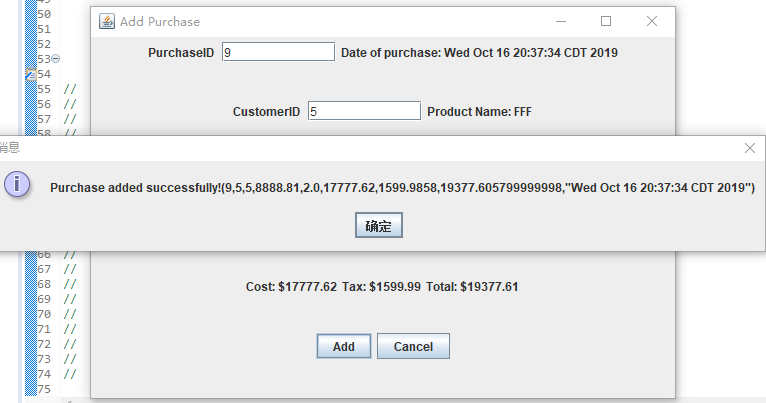 50
51
52
53
54
55 //
56 //
57 //
58 //
Add Purchase
PurchaseID 9 Date of purchase: Wed Oct 16 20:37:34 CDT 2019
CustomerID 5 Product Name: FFF
消息
Purchase added successfully!(9,5,5,8888.81,2.0,17777.62,1599.9858,19377.605799999998,"Wed Oct 16 20:37:34 CDT 2019")
确定
66 //
67 //
68 //
69 //
70 //
71 //
72 //
73 //
74 //
75
Cost: $17777.62 Tax: $1599.99 Total: $19377.61
Add Cancel